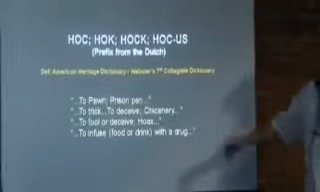 HOC; HOK; HOCK; HOC-US
(Prefix from the Dutch)
Def: American Heritage Dictionary / Webster's 7th Collegiate Dictionary
"...To Pawn; Prison pen..."
"...To trick...To deceive; Chicanery..."
"...To fool or deceive; Hoax..."
"...To infuse (food or drink) with a drug..."